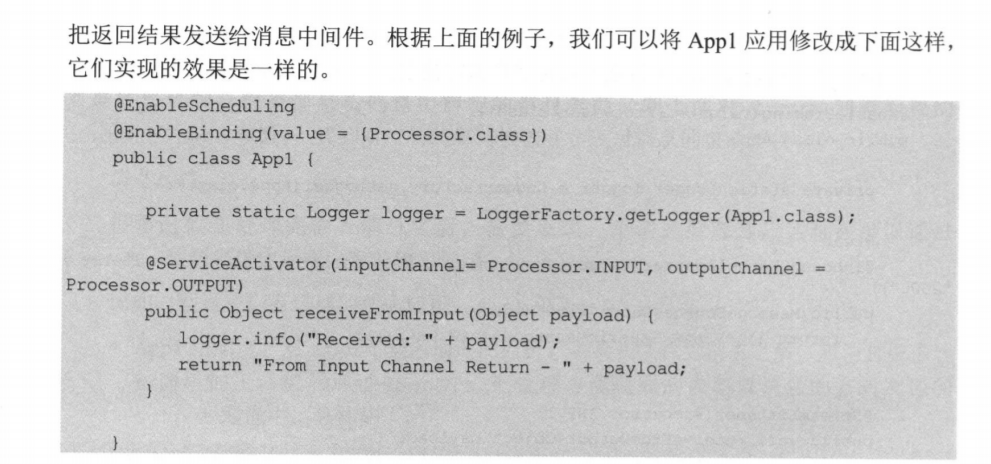 把返回结果发送给消息中间件。根据上面的例子，我们可以将 App1 应用修改成下面这样，
它们实现的效果是一样的。
@EnableScheduling
@EnableBinding(value = {Processor.class})
public class App1 {
private static Logger logger = LoggerFactory.getLogger(App1.class);
@ServiceActivator(inputChannel= Processor.INPUT, outputChannel =
Processor.OUTPUT)
public Object receiveFromInput(Object payload) {
logger.info("Received: " + payload);
return "From Input Channel Return - " + payload;
}
}